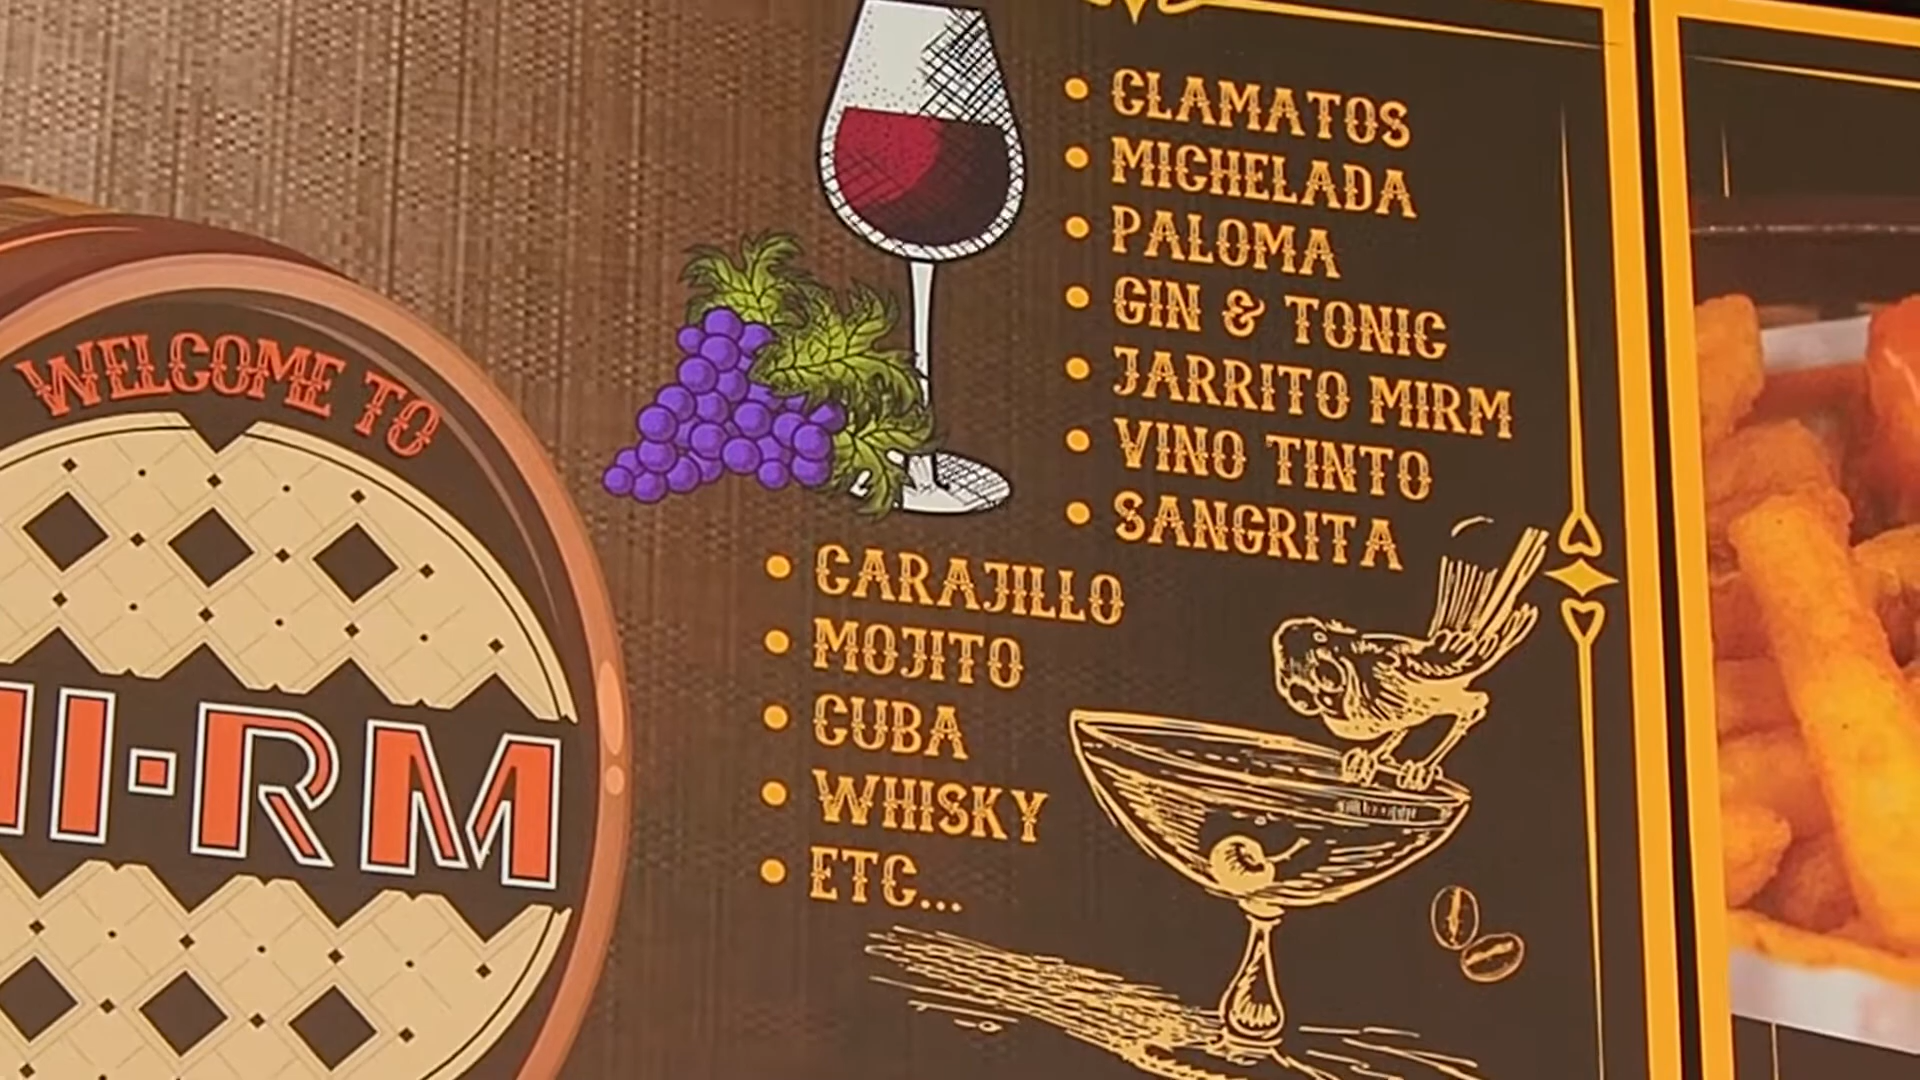 WELCOME TO
MI·RM
CLAMATOS
MICHELADA
PALOMA
GIN & TONIC
JARRITO MIRM
VINO TINTO
SANGRITA
CARAJILLO
MOJITO
CUBA
WHISKY
ETC...